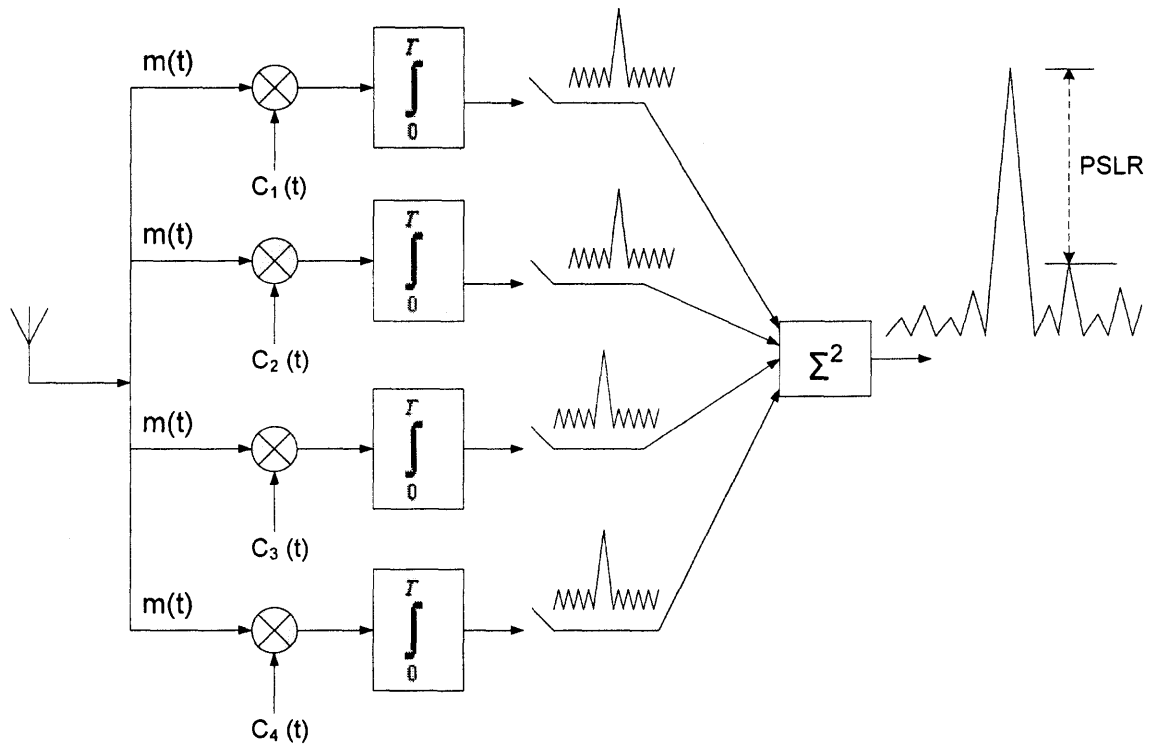 m(t)
T
∫
0
C₁ (t)
m(t)
T
∫
0
C₂ (t)
m(t)
T
∫
0
C₃ (t)
m(t)
T
∫
0
C₄ (t)
Σ²
PSLR